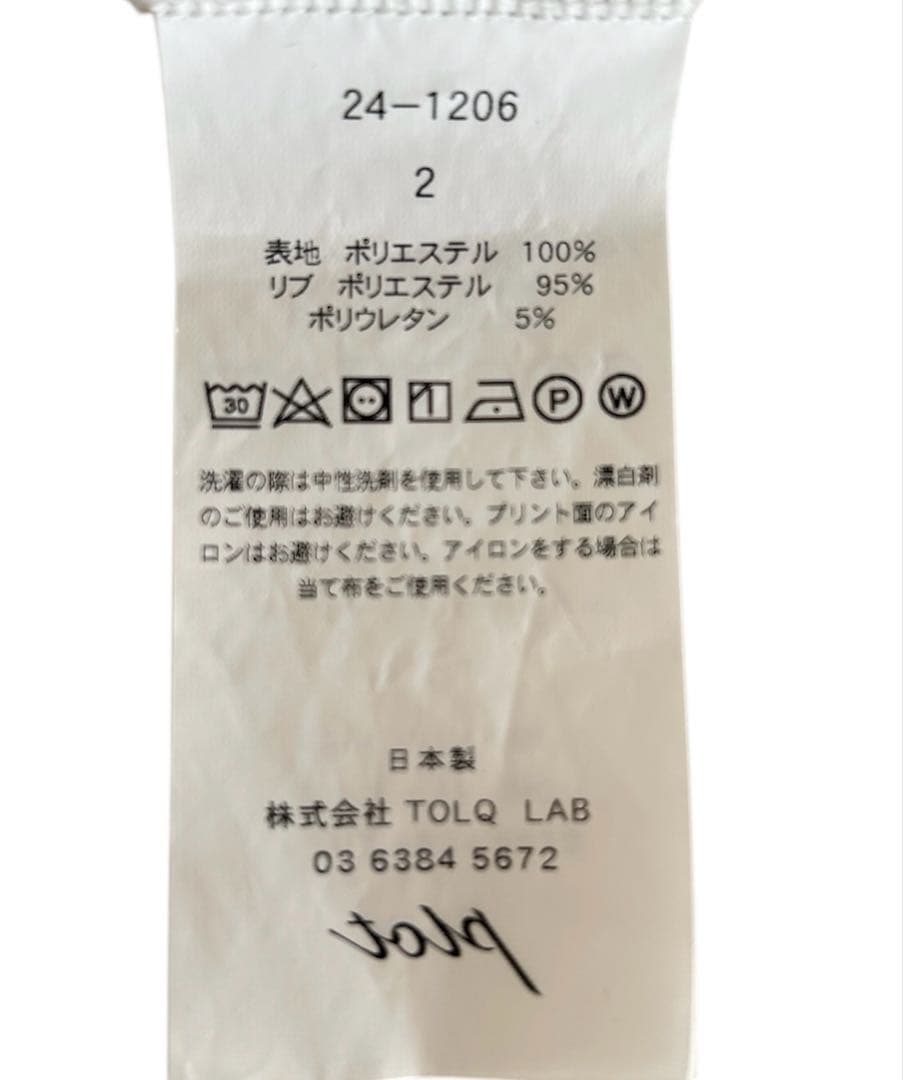 24-1206
2
表地 ポリエステル 100%
リブ ポリエステル 95%
ポリウレタン 5%
30 P W
洗濯の際は中性洗剤を使用して下さい。漂白剤
のご使用はお避けください。プリント面のアイ
ロンはお避けください。アイロンをする場合は
当て布をご使用ください。
日本製
株式会社 TOLQ LAB
03 6384 5672
plot